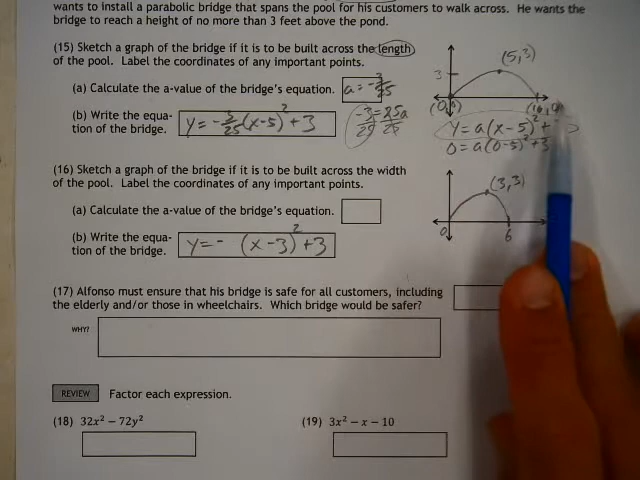 wants to install a parabolic bridge that spans the pool for his customers to walk across. He wants the
bridge to reach a height of no more than 3 feet above the pond.
(15) Sketch a graph of the bridge if it is to be built across the length
of the pool. Label the coordinates of any important points.
(a) Calculate the a-value of the bridge's equation.
a = -3/25
(b) Write the equa-
tion of the bridge.
y = -3/25 (x-5)² + 3
-3 = 25a
25 25
(5,3)
3
y = a(x-5)² +
0 = a(0-5)² + 3
(16) Sketch a graph of the bridge if it is to be built across the width
of the pool. Label the coordinates of any important points.
(a) Calculate the a-value of the bridge's equation.
(b) Write the equa-
tion of the bridge.
y = - (x-3)² + 3
(3,3)
0 6
(17) Alfonso must ensure that his bridge is safe for all customers, including
the elderly and/or those in wheelchairs. Which bridge would be safer?
WHY?
REVIEW Factor each expression.
(18) 32x² – 72y² (19) 3x² – x – 10